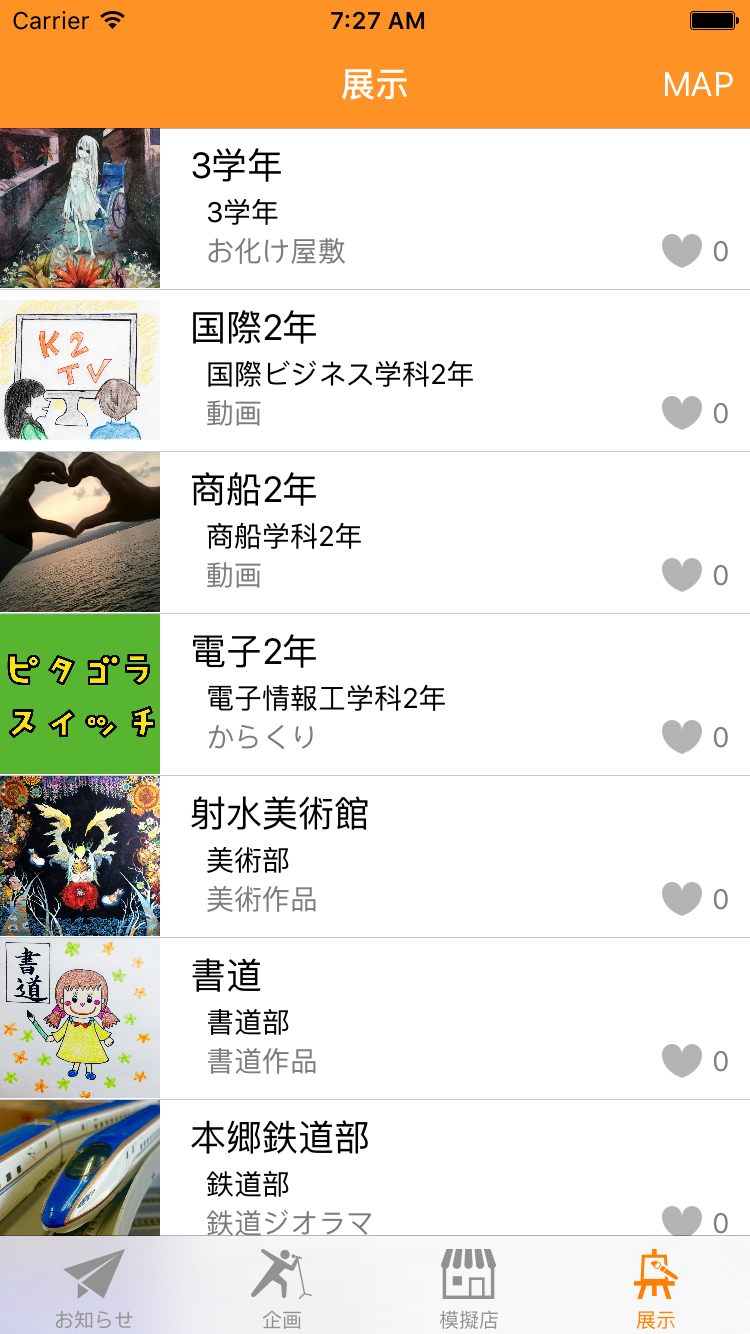 Carrier 7:27 AM
展示 MAP
3学年
3学年
お化け屋敷 0
K2
TV
国際2年
国際ビジネス学科2年
動画 0
商船2年
商船学科2年
動画 0
ピタゴラ
スイッチ
電子2年
電子情報工学科2年
からくり 0
射水美術館
美術部
美術作品 0
書道
書道
書道部
書道作品 0
本郷鉄道部
鉄道部
鉄道ジオラマ 0
お知らせ 企画 模擬店 展示